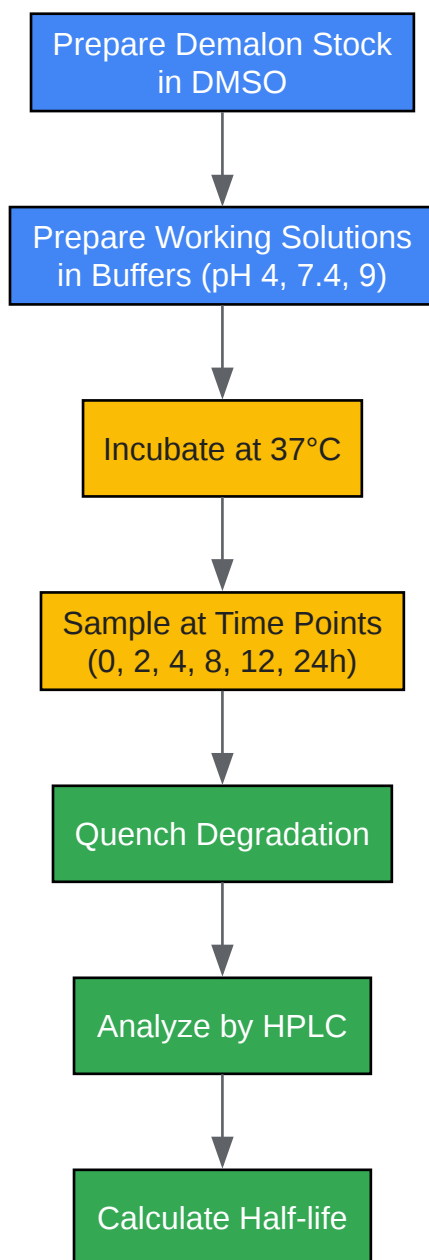 Prepare Demalon Stock
in DMSO
Prepare Working Solutions
in Buffers (pH 4, 7.4, 9)
Incubate at 37°C
Sample at Time Points
(0, 2, 4, 8, 12, 24h)
Quench Degradation
Analyze by HPLC
Calculate Half-life